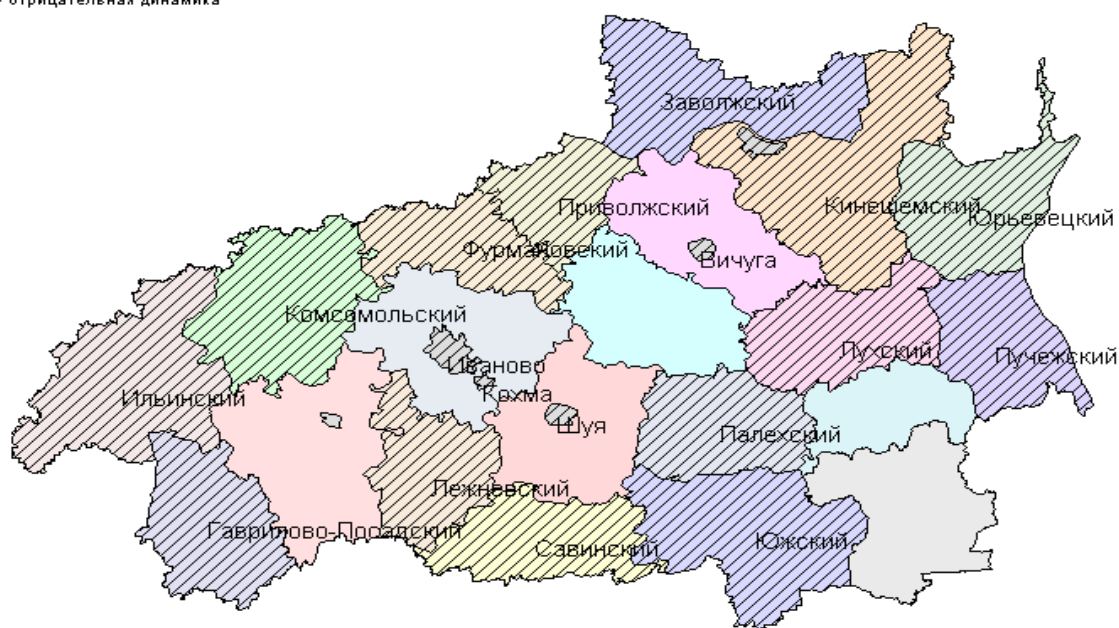 отрицательная динамика
Заволжский
Приволжский
Кинешемский
Юрьевецкий
Фурмановский
Вичуга
Комсомольский
Лухский
Пучежский
Иваново
Кохма
Ильинский
Шуя
Палехский
Лежневский
Гаврилово-Посадский
Савинский
Южский